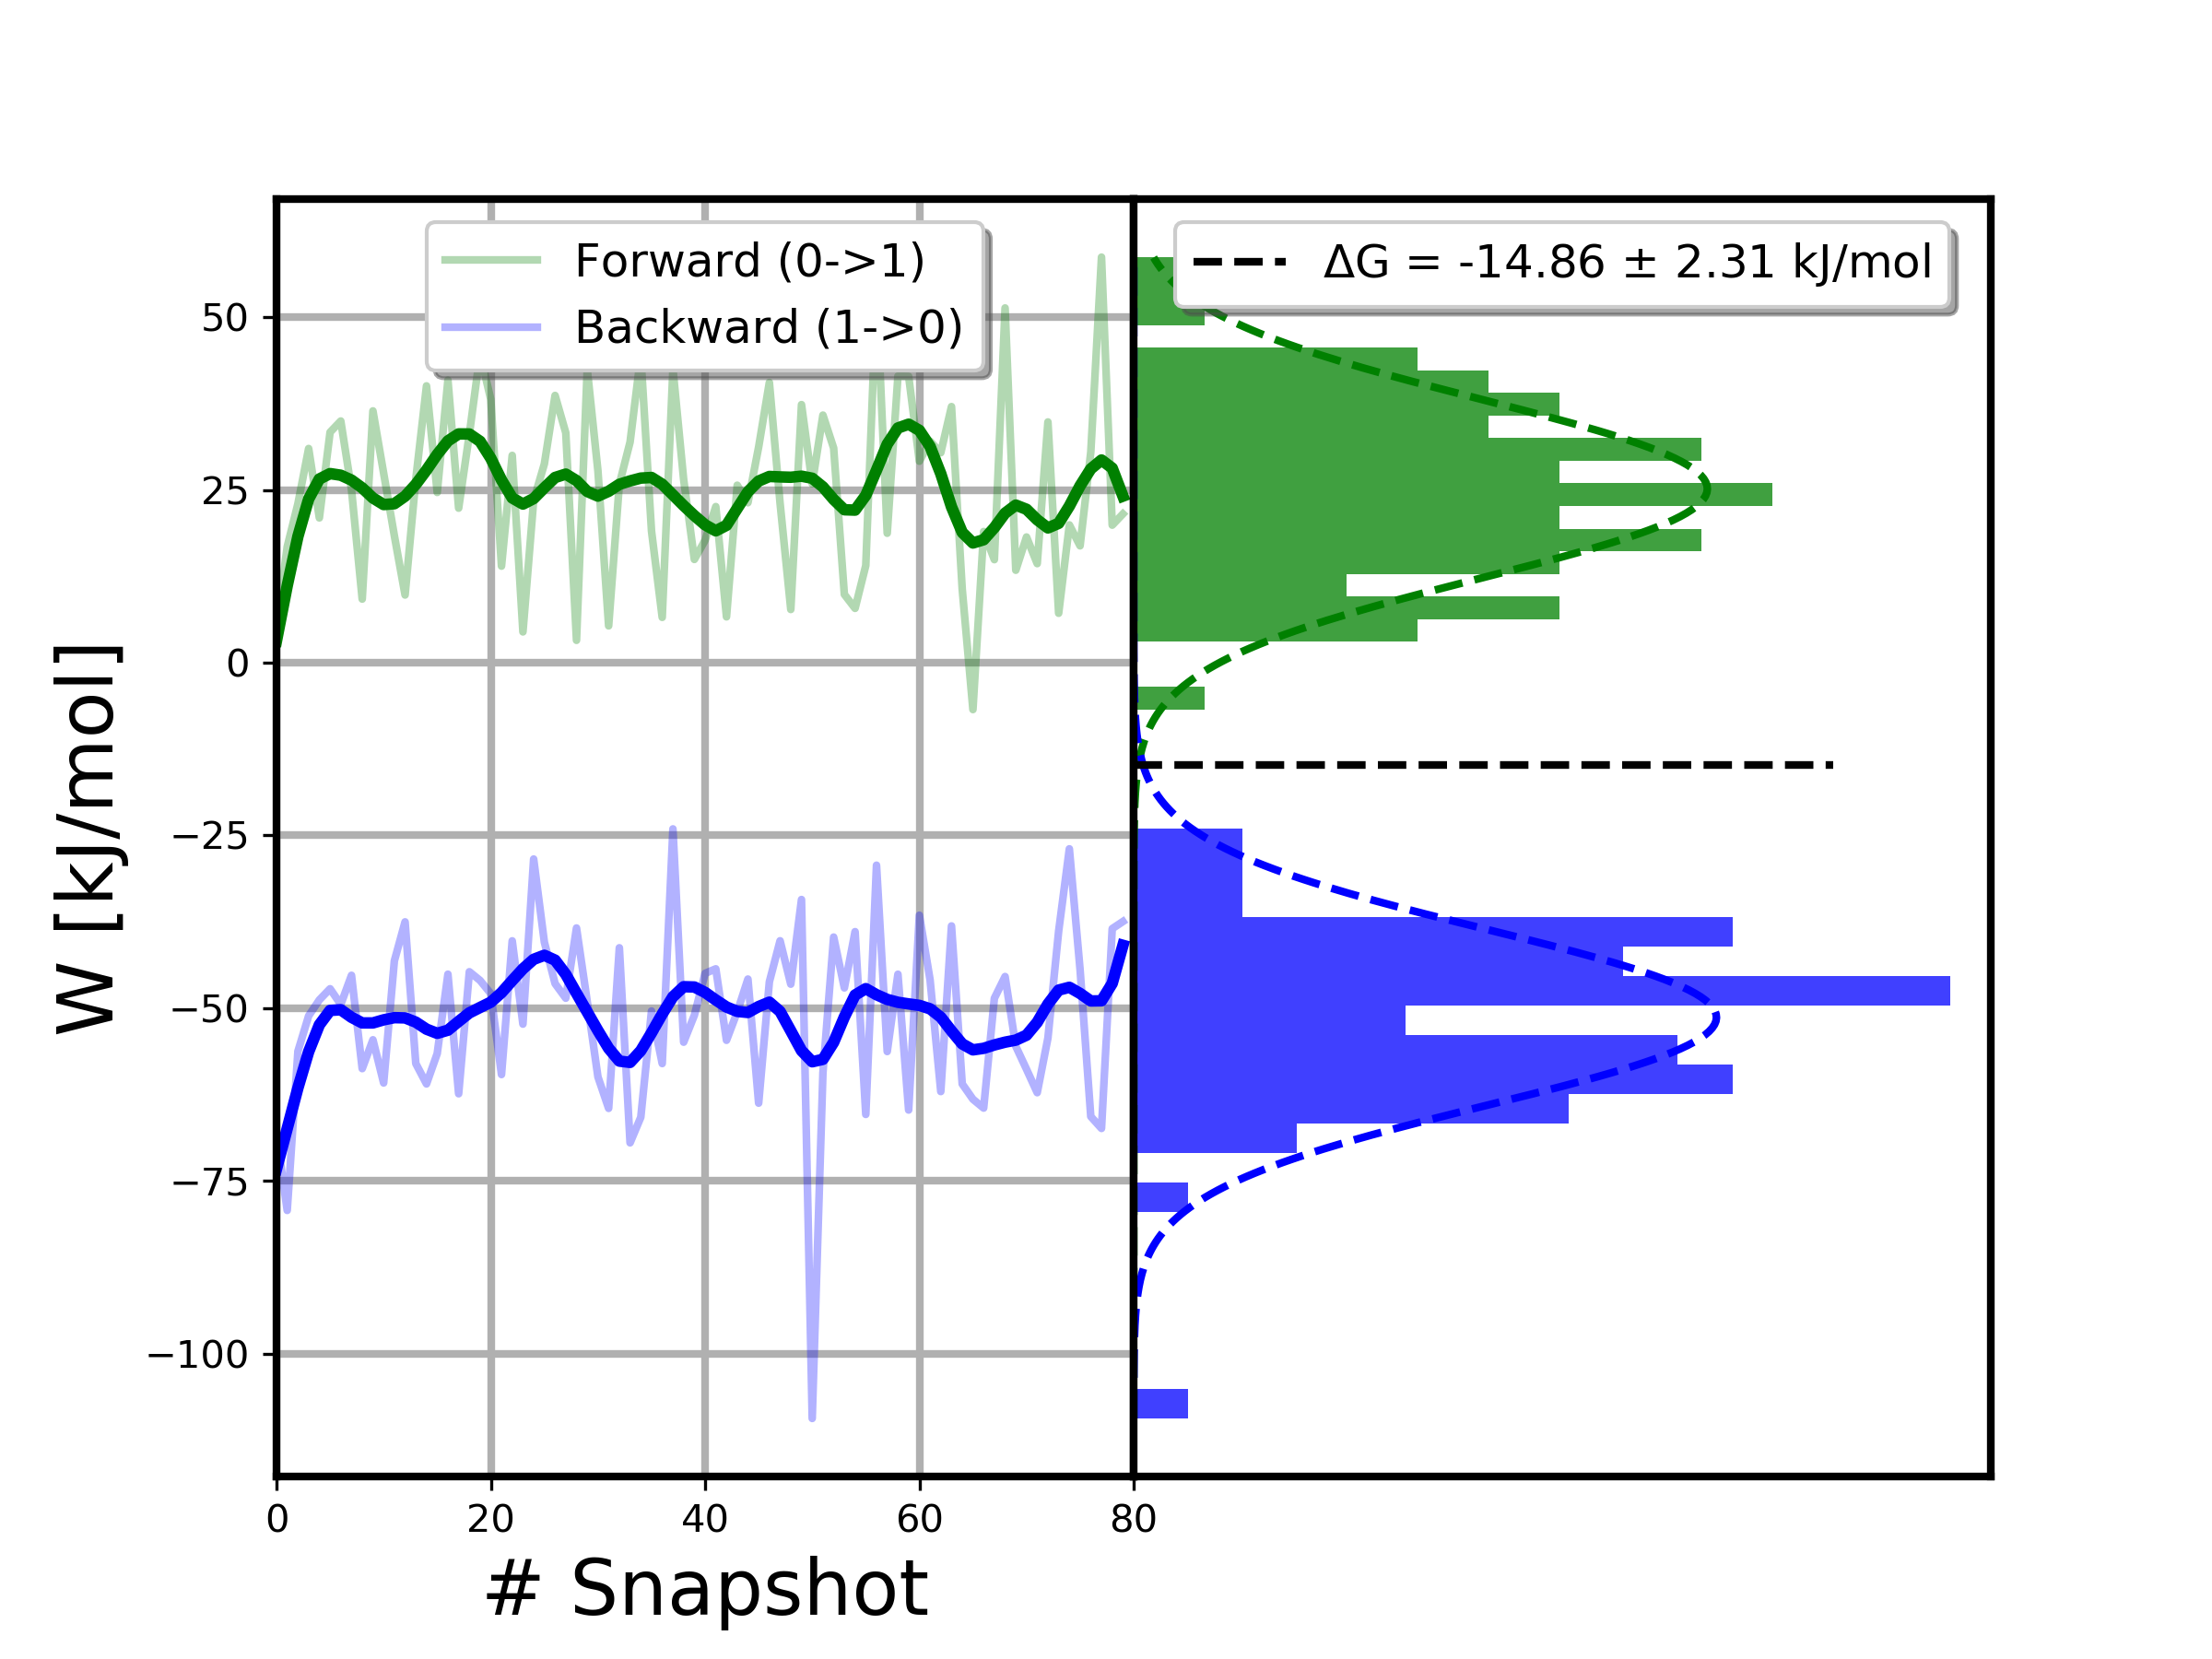 Forward (0->1)
Backward (1->0)
ΔG = -14.86 ± 2.31 kJ/mol
50
25
0
−25
−50
−75
−100
W [kJ/mol]
0 20 40 60 80
# Snapshot